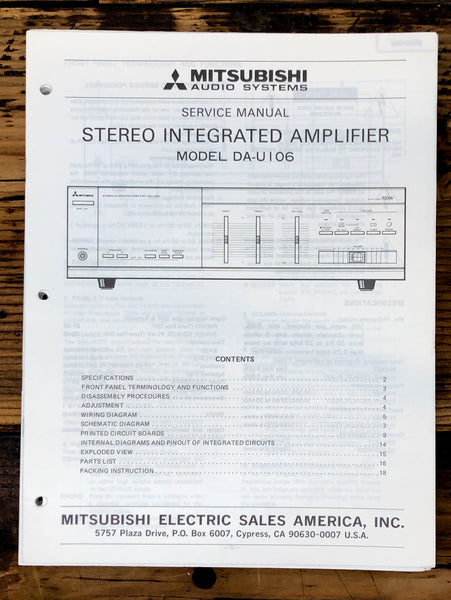 MITSUBISHI
AUDIO SYSTEMS
SERVICE MANUAL
STEREO INTEGRATED AMPLIFIER
MODEL DA-U106
MITSUBISHI
100W
CONTENTS
SPECIFICATIONS 2
FRONT PANEL TERMINOLOGY AND FUNCTIONS 3
DISASSEMBLY PROCEDURES 4
ADJUSTMENT 4
WIRING DIAGRAM 5
SCHEMATIC DIAGRAM 7
PRINTED CIRCUIT BOARDS 9
INTERNAL DIAGRAMS AND PINOUT OF INTEGRATED CIRCUITS 14
EXPLODED VIEW 15
PARTS LIST 16
PACKING INSTRUCTION 18
MITSUBISHI ELECTRIC SALES AMERICA, INC.
5757 Plaza Drive, P.O. Box 6007, Cypress, CA 90630-0007 U.S.A.